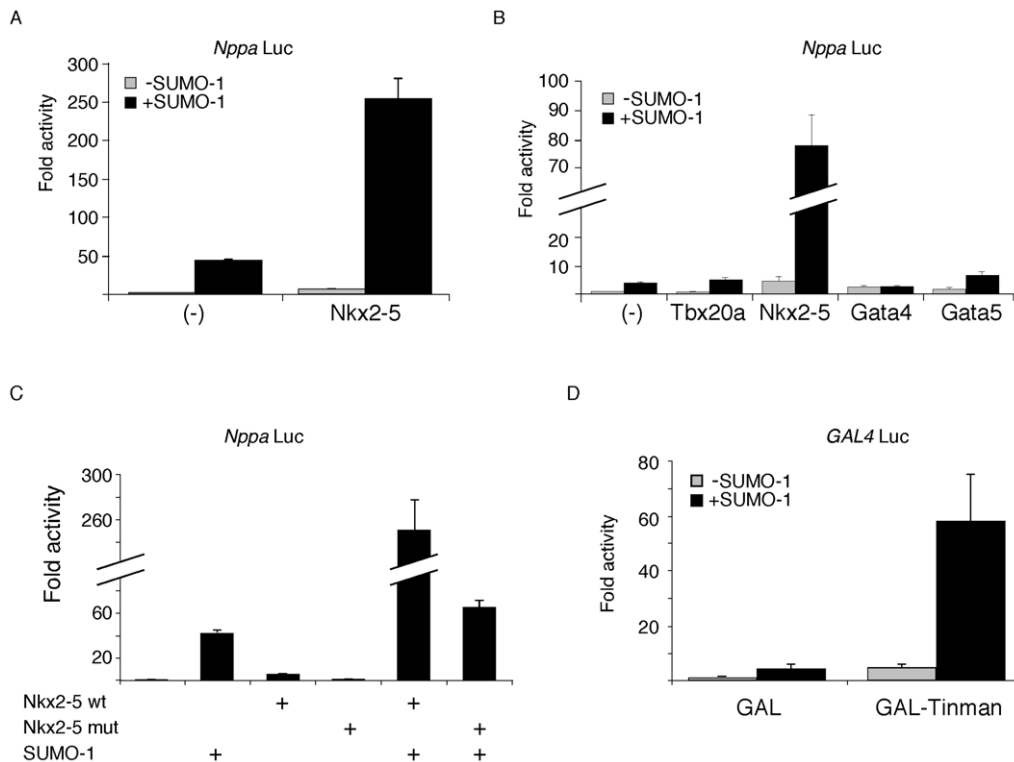 A
Nppa Luc
300
250
200
150
100
50
Fold activity
-SUMO-1
+SUMO-1
(-) Nkx2-5
B
Nppa Luc
100
90
80
70
20
10
Fold activity
-SUMO-1
+SUMO-1
(-) Tbx20a Nkx2-5 Gata4 Gata5
C
Nppa Luc
300
260
60
20
Fold activity
Nkx2-5 wt + +
Nkx2-5 mut + +
SUMO-1 + + +
D
GAL4 Luc
80
60
40
20
Fold activity
-SUMO-1
+SUMO-1
GAL GAL-Tinman